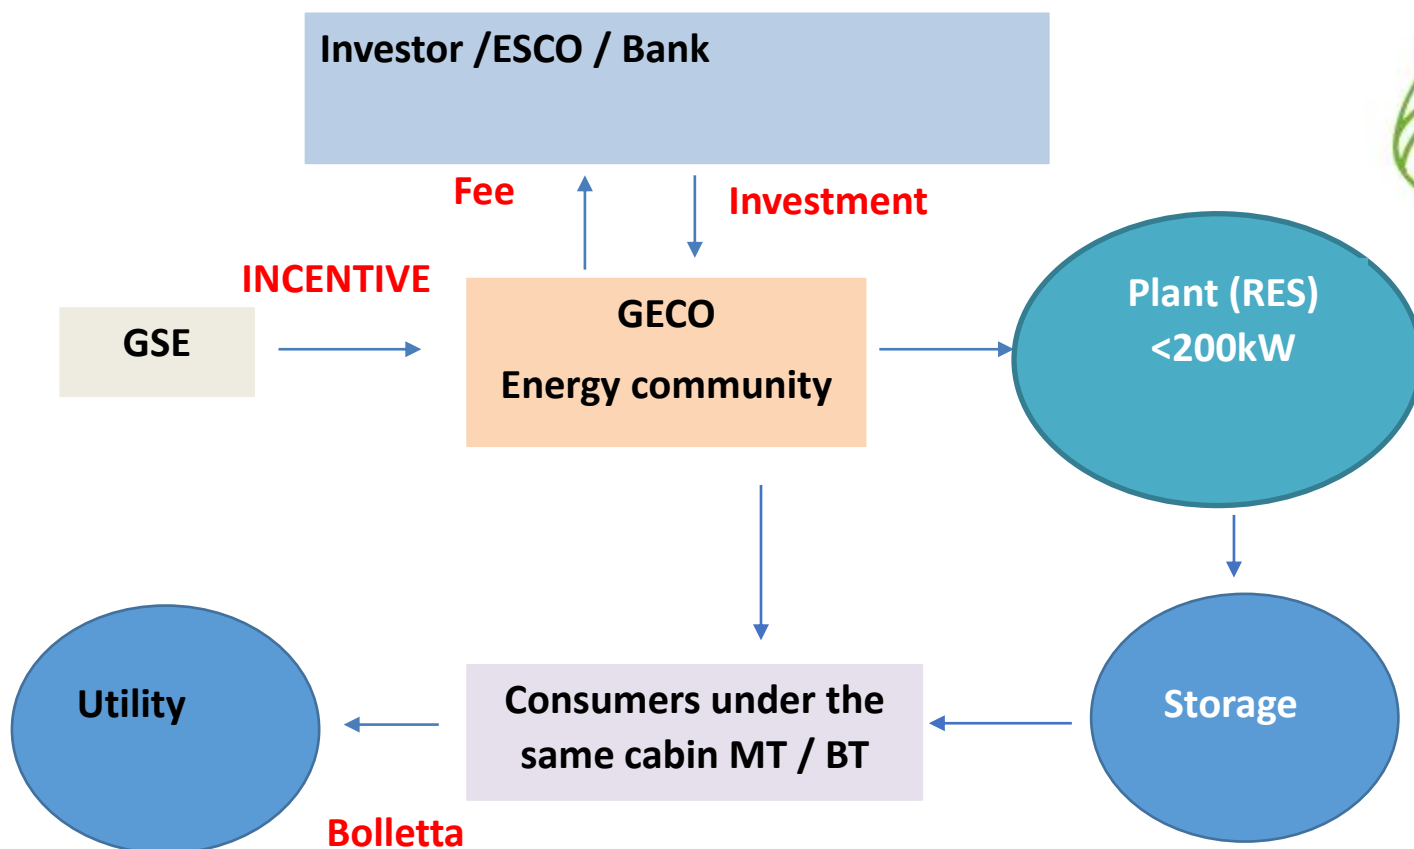 Investor /ESCO / Bank
Fee
Investment
INCENTIVE
GSE
GECO
Energy community
Plant (RES)
<200kW
Utility
Consumers under the
same cabin MT / BT
Storage
Bolletta